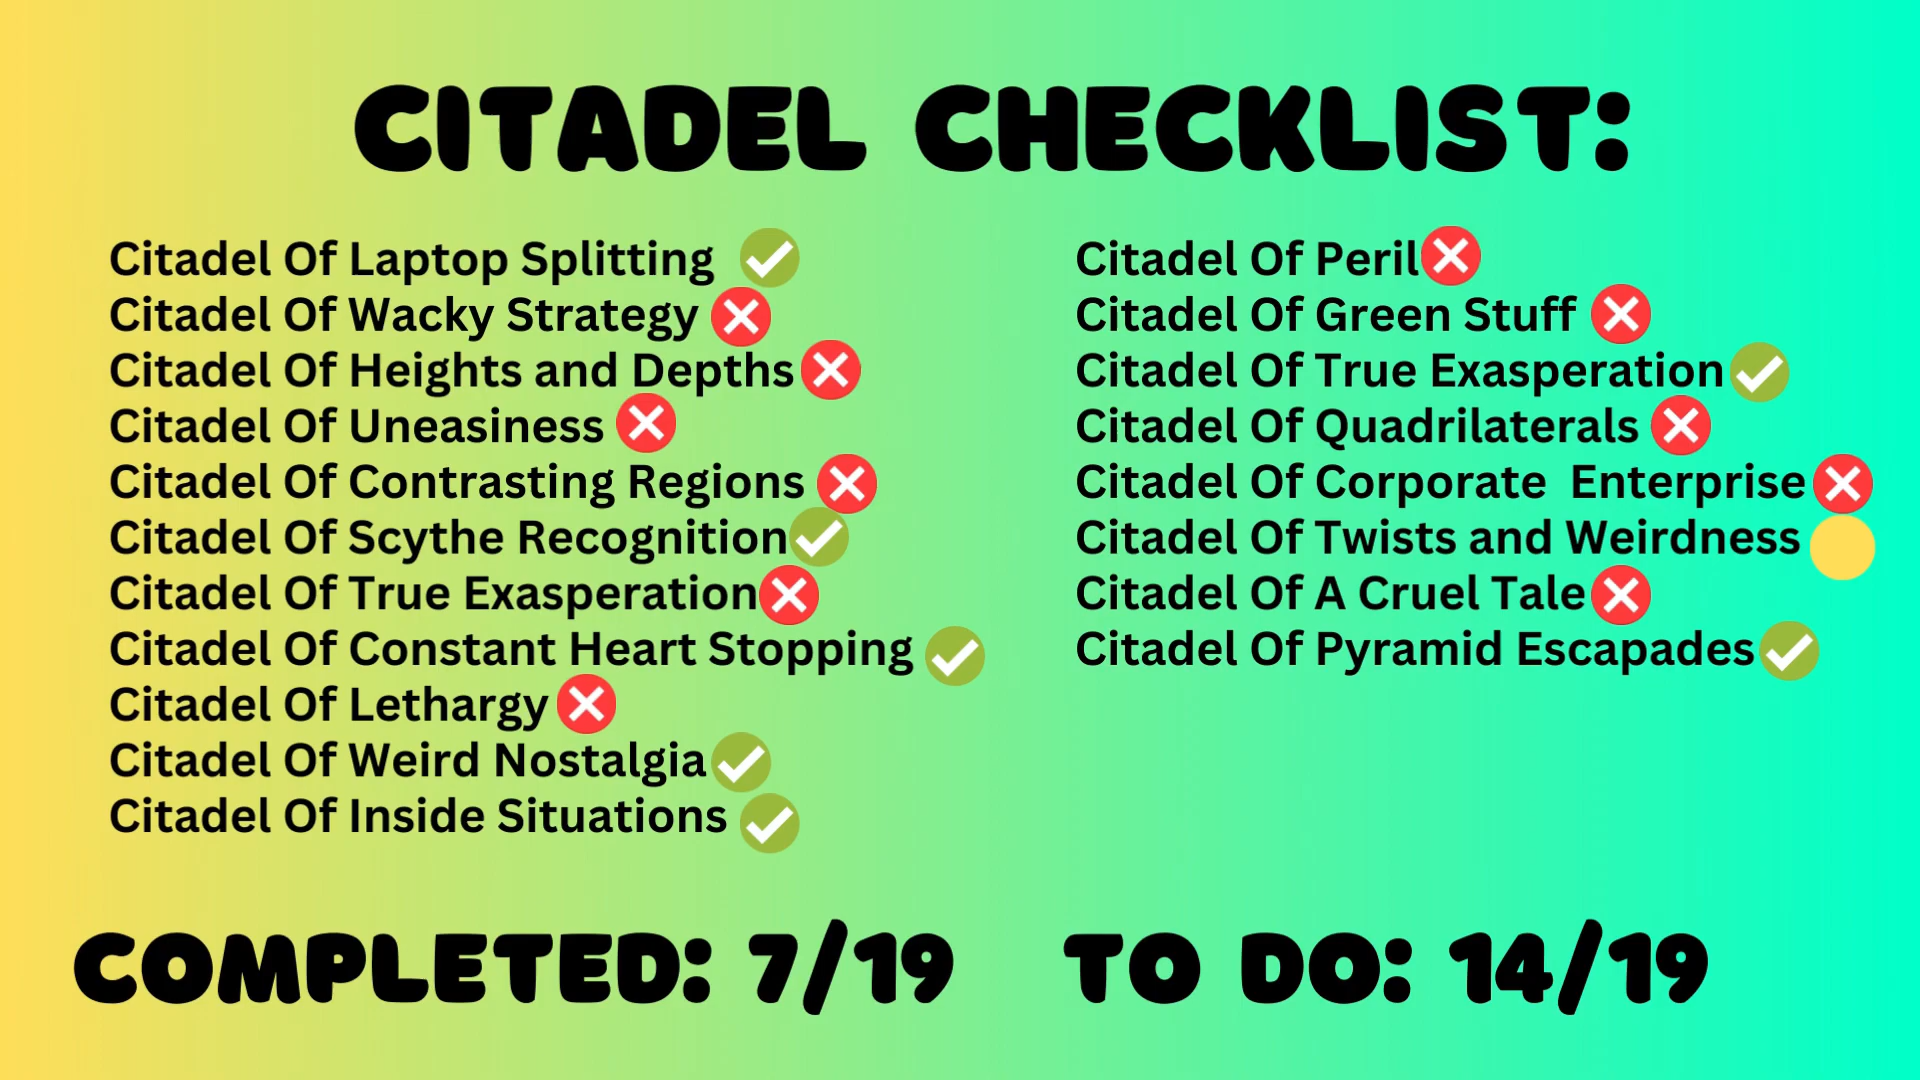 CITADEL CHECKLIST:
Citadel Of Laptop Splitting
Citadel Of Wacky Strategy
Citadel Of Heights and Depths
Citadel Of Uneasiness
Citadel Of Contrasting Regions
Citadel Of Scythe Recognition
Citadel Of True Exasperation
Citadel Of Constant Heart Stopping
Citadel Of Lethargy
Citadel Of Weird Nostalgia
Citadel Of Inside Situations
Citadel Of Peril
Citadel Of Green Stuff
Citadel Of True Exasperation
Citadel Of Quadrilaterals
Citadel Of Corporate Enterprise
Citadel Of Twists and Weirdness
Citadel Of A Cruel Tale
Citadel Of Pyramid Escapades
COMPLETED: 7/19
TO DO: 14/19